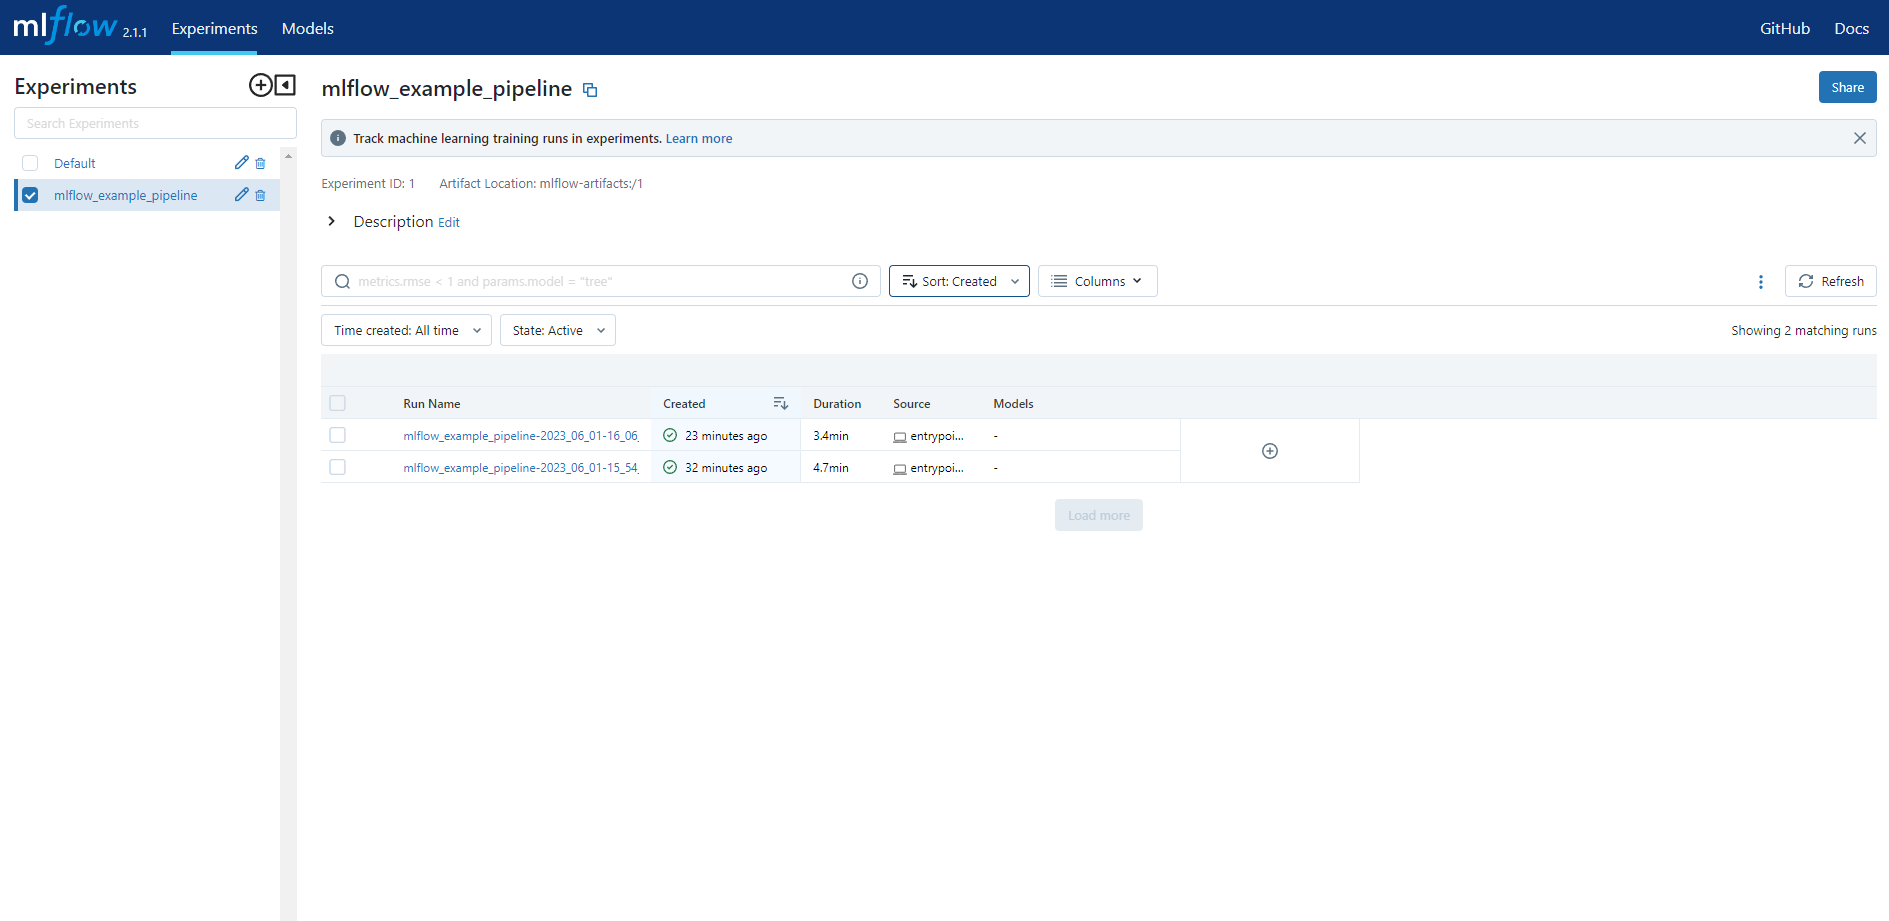 mlflow 2.1.1 Experiments Models GitHub Docs
Experiments
Search Experiments
Default
mlflow_example_pipeline
mlflow_example_pipeline
Share
Track machine learning training runs in experiments. Learn more
Experiment ID: 1 Artifact Location: mlflow-artifacts:/1
Description Edit
metrics.rmse < 1 and params.model = "tree" Sort: Created Columns Refresh
Time created: All time State: Active Showing 2 matching runs
Run Name Created Duration Source Models
mlflow_example_pipeline-2023_06_01-16_06_ 23 minutes ago 3.4min entrypoi... -
mlflow_example_pipeline-2023_06_01-15_54_ 32 minutes ago 4.7min entrypoi... -
Load more